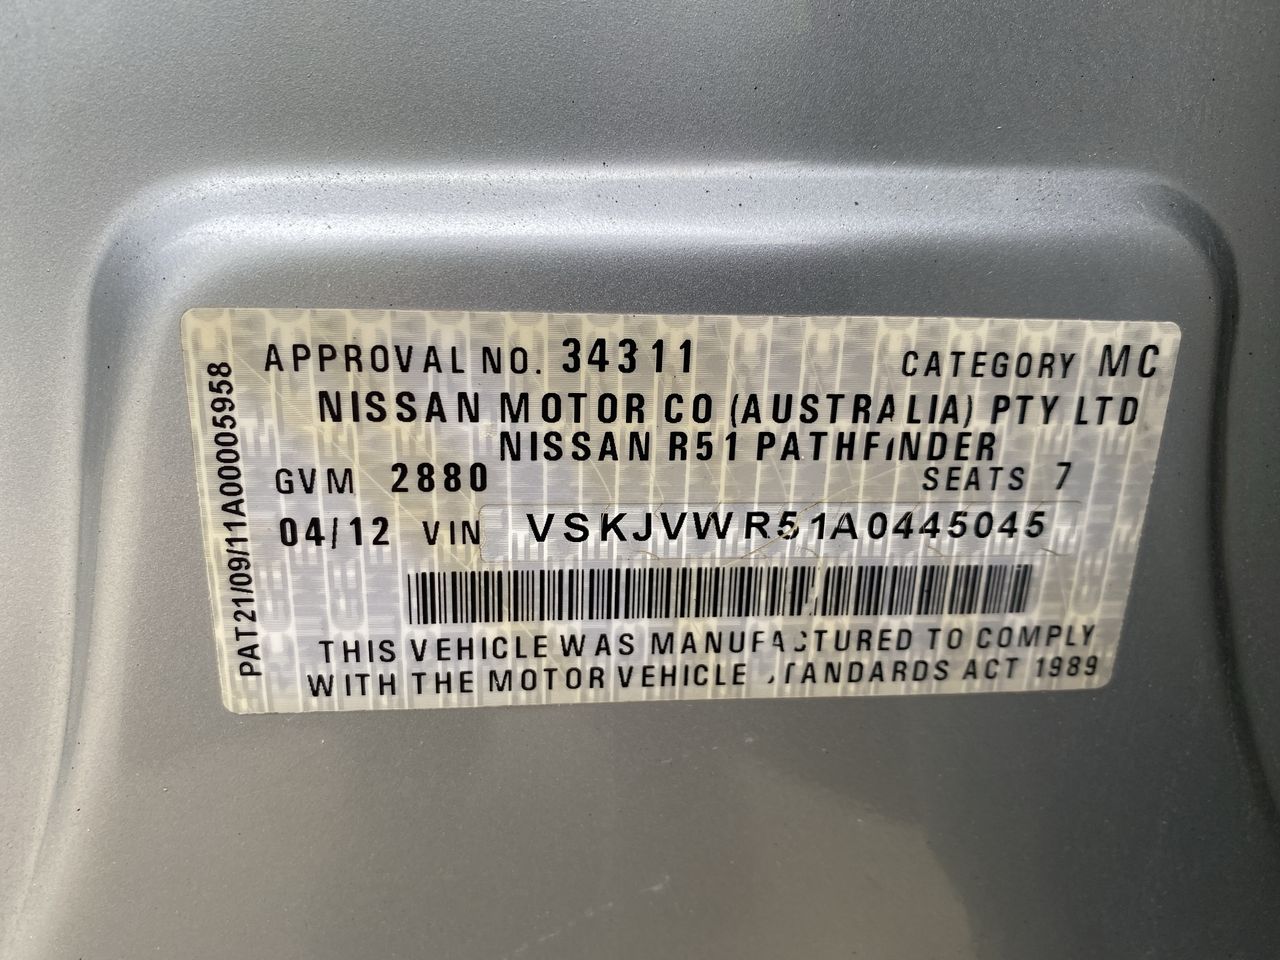 APPROVAL NO. 34311 CATEGORY MC
NISSAN MOTOR CO (AUSTRALIA) PTY LTD
NISSAN R51 PATHFINDER
GVM 2880 SEATS 7
04/12 VIN VSKJVWR51A0445045
THIS VEHICLE WAS MANUFACTURED TO COMPLY
WITH THE MOTOR VEHICLE STANDARDS ACT 1989
PAT21/09/11A00005958